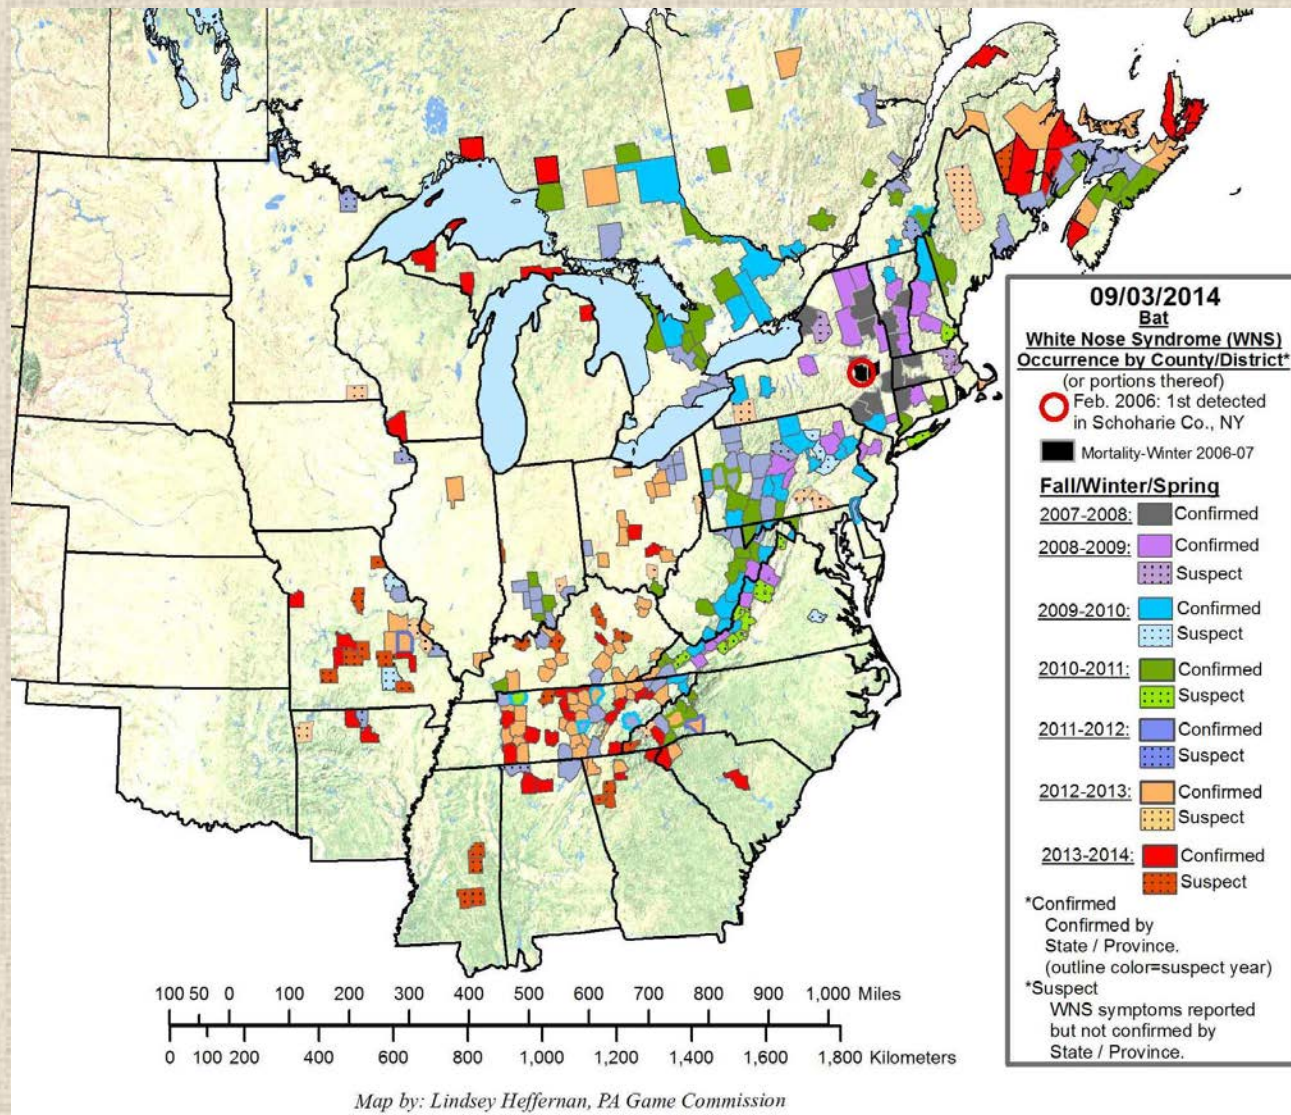 09/03/2014
Bat
White Nose Syndrome (WNS)
Occurrence by County/District*
(or portions thereof)
Feb. 2006: 1st detected
in Schoharie Co., NY
Mortality-Winter 2006-07
Fall/Winter/Spring
2007-2008: Confirmed
2008-2009: Confirmed
Suspect
2009-2010: Confirmed
Suspect
2010-2011: Confirmed
Suspect
2011-2012: Confirmed
Suspect
2012-2013: Confirmed
Suspect
2013-2014: Confirmed
Suspect
*Confirmed
Confirmed by
State / Province.
(outline color=suspect year)
*Suspect
WNS symptoms reported
but not confirmed by
State / Province.
100 50 0 100 200 300 400 500 600 700 800 900 1,000 Miles
0 100 200 400 600 800 1,000 1,200 1,400 1,600 1,800 Kilometers
Map by: Lindsey Heffernan, PA Game Commission